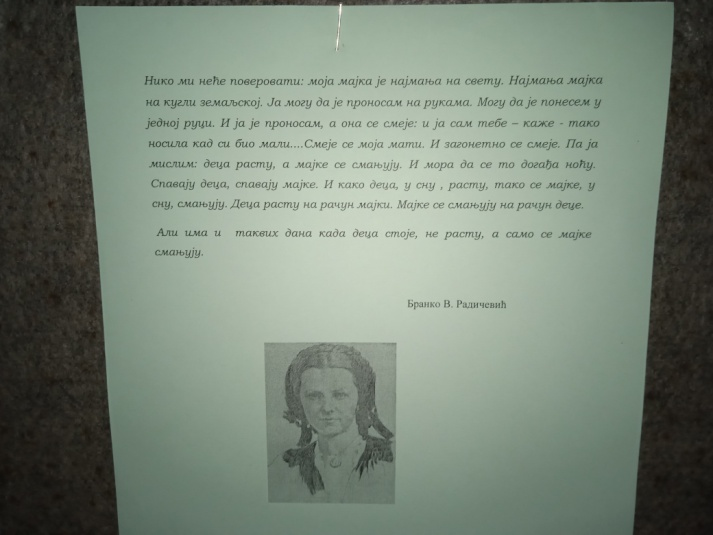 Нико ми неће поверовати: моја мајка је најмања на свету. Најмања мајка
на кугли земаљској. Ја могу да је проносам на рукама. Могу да је понесем у
једној руци. И ја је проносам, а она се смеје: и ја сам тебе – каже - тако
носила кад си био мали....Смеје се моја мати. И загонетно се смеје. Па ја
мислим: деца расту, а мајке се смањују. И мора да се то догађа ноћу.
Спавају деца, спавају мајке. И како деца, у сну , расту, тако се мајке, у
сну, смањују. Деца расту на рачун мајки. Мајке се смањују на рачун деце.
Али има и таквих дана када деца стоје, не расту, а само се мајке
смањују.
Бранко В. Радичевић